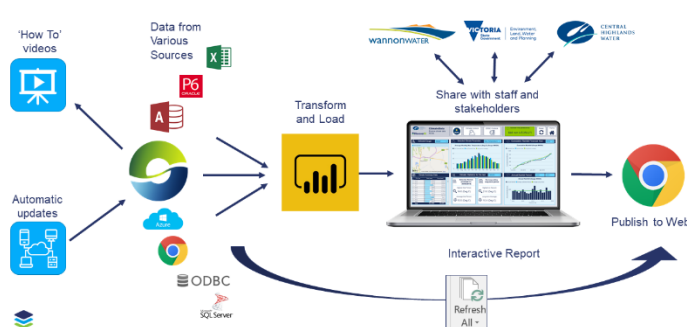 'How To'
videos
Data from
Various
Sources
P6
ORACLE
A
X
wannonwater
VICTORIA
State
Government
Environment,
Land, Water
and Planning
CENTRAL
HIGHLANDS
WATER
Share with staff and
stakeholders
Transform
and Load
Automatic
updates
Azure
ODBC
SQL Server
Interactive Report
Publish to Web
Refresh
All